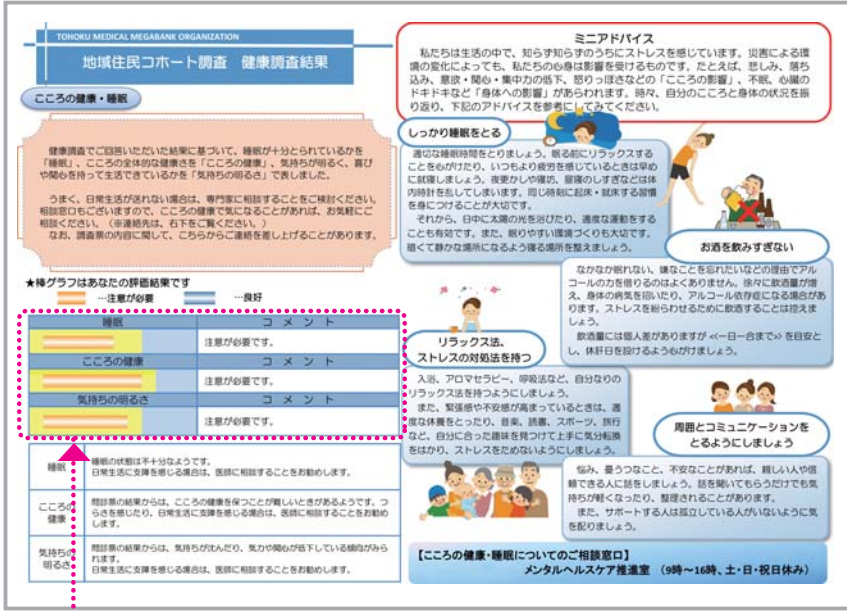 TOHOKU MEDICAL MEGABANK ORGANIZATION
地域住民コホート調査　健康調査結果
こころの健康・睡眠
健康調査でご回答いただいた結果に基づいて、睡眠が十分とられているかを
「睡眠」、こころの全体的な健康さを「こころの健康」、気持ちが明るく、喜び
や関心を持って生活できているかを「気持ちの明るさ」で表しました。
うまく、日常生活が送れない場合は、専門家に相談することをご検討ください。
相談窓口もございますので、こころの健康で気になることがあれば、お気軽にご
相談ください。（※連絡先は、右下をご覧ください。）
なお、調査票の内容に関して、こちらからご連絡を差し上げることがあります。
★棒グラフはあなたの評価結果です
…注意が必要　…良好
睡眠　コメント
注意が必要です。
こころの健康　コメント
注意が必要です。
気持ちの明るさ　コメント
注意が必要です。
睡眠
睡眠の状態は不十分なようです。
日常生活に支障を感じる場合は、医師に相談することをお勧めします。
こころの
健康
問診票の結果からは、こころの健康を保つことが難しいときがあるようです。つ
らさを感じたり、日常生活に支障を感じる場合は、医師に相談することをお勧め
します。
気持ちの
明るさ
問診票の結果からは、気持ちが沈んだり、気力や関心が低下している傾向がみら
れます。
日常生活に支障を感じる場合は、医師に相談することをお勧めします。
ミニアドバイス
私たちは生活の中で、知らず知らずのうちにストレスを感じています。災害による環
境の変化によっても、私たちの心身は影響を受けるものです。たとえば、悲しみ、落ち
込み、意欲・関心・集中力の低下、怒りっぽさなどの「こころの影響」、不眠、心臓の
ドキドキなど「身体への影響」があらわれます。時々、自分のこころと身体の状況を振
り返り、下記のアドバイスを参考にしてみてください。
しっかり睡眠をとる
適切な睡眠時間をとりましょう。眠る前にリラックスする
ことを心がけたり、いつもより疲労を感じているときは早め
に就寝しましょう。夜更かしや寝坊、昼寝のしすぎなどは体
内時計を乱してしまいます。同じ時刻に起床・就床する習慣
を身につけることが大切です。
それから、日中に太陽の光を浴びたり、適度な運動をする
ことも有効です。また、眠りやすい環境づくりも大切です。
暗くて静かな場所になるよう寝る場所を整えましょう。
お酒を飲みすぎない
なかなか眠れない、嫌なことを忘れたいなどの理由でアル
コールの力を借りるのはよくありません。徐々に飲酒量が増
え、身体の病気を招いたり、アルコール依存症になる場合があ
ります。ストレスを紛らわせるために飲酒することは控えま
しょう。
飲酒量には個人差がありますが≪一日一合まで≫を目安と
し、休肝日を設けるよう心がけましょう。
リラックス法、
ストレスの対処法を持つ
入浴、アロマセラピー、呼吸法など、自分なりの
リラックス法を持つようにしましょう。
また、緊張感や不安感が高まっているときは、適
度な休養をとったり、音楽、読書、スポーツ、旅行
など、自分に合った趣味を見つけて上手に気分転換
をはかり、ストレスをためないようにしましょう。
周囲とコミュニケーションを
とるようにしましょう
悩み、憂うつなこと、不安なことがあれば、親しい人や信
頼できる人に話をしましょう。話を聞いてもらうだけでも気
持ちが軽くなったり、整理されることがあります。
また、サポートする人は孤立している人がいないように気
を配りましょう。
【こころの健康・睡眠についてのご相談窓口】
メンタルヘルスケア推進室　（9時～16時、土・日・祝日休み）